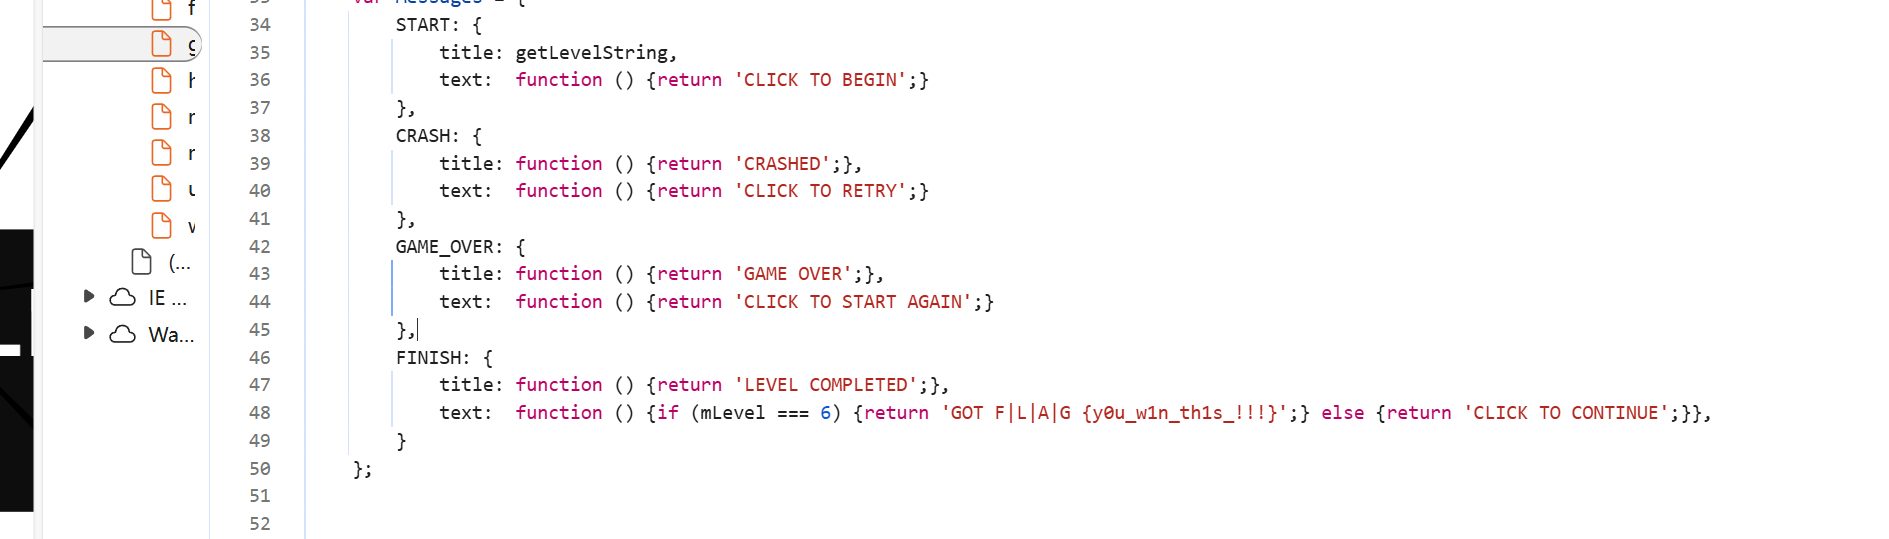 f
33 var Messages = {
34 START: {
g
35 title: getLevelString,
h
36 text: function () {return 'CLICK TO BEGIN';}
37 },
r
38 CRASH: {
r
39 title: function () {return 'CRASHED';},
u
40 text: function () {return 'CLICK TO RETRY';}
v
41 },
42 GAME_OVER: {
(...
43 title: function () {return 'GAME OVER';},
IE ...
44 text: function () {return 'CLICK TO START AGAIN';}
Wa...
45 },
46 FINISH: {
47 title: function () {return 'LEVEL COMPLETED';},
48 text: function () {if (mLevel === 6) {return 'GOT F|L|A|G {y0u_w1n_th1s_!!!}';} else {return 'CLICK TO CONTINUE';}},
49 }
50 };
51
52